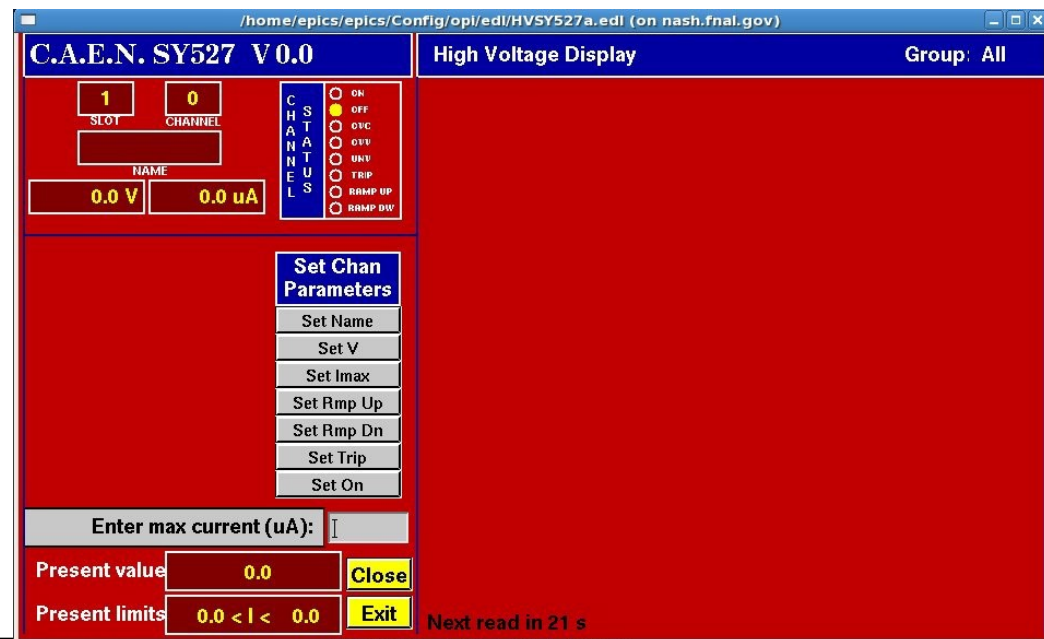 /home/epics/epics/Config/opi/edl/HVSY527a.edl (on nash.fnal.gov)
C.A.E.N. SY527 V 0.0
High Voltage Display
Group: All
1
0
SLOT
CHANNEL
NAME
0.0 V
0.0 uA
CHANNEL
STATUS
ON
OFF
OVC
OVV
UNV
TRIP
RAMP UP
RAMP DW
Set Chan
Parameters
Set Name
Set V
Set Imax
Set Rmp Up
Set Rmp Dn
Set Trip
Set On
Enter max current (uA):
Present value
0.0
Close
Present limits
0.0 < I < 0.0
Exit
Next read in 21 s